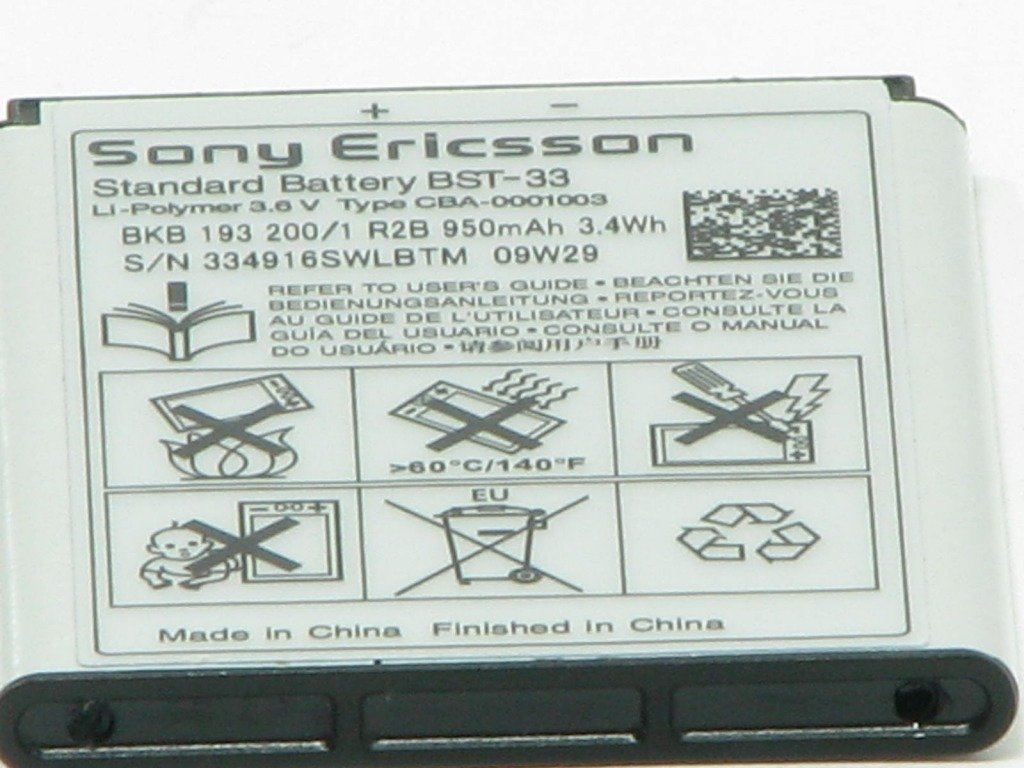 + −
Sony Ericsson
Standard Battery BST-33
Li-Polymer 3.6 V Type CBA-0001003
BKB 193 200/1 R2B 950mAh 3.4Wh
S/N 334916SWLBTM 09W29
REFER TO USER'S GUIDE • BEACHTEN SIE DIE
BEDIENUNGSANLEITUNG • REPORTEZ-VOUS
AU GUIDE DE L'UTILISATEUR • CONSULTE LA
GUÍA DEL USUARIO • CONSULTE O MANUAL
DO USUÁRIO • 请参阅用户手册
>60°C/140°F
EU
Made in China Finished in China